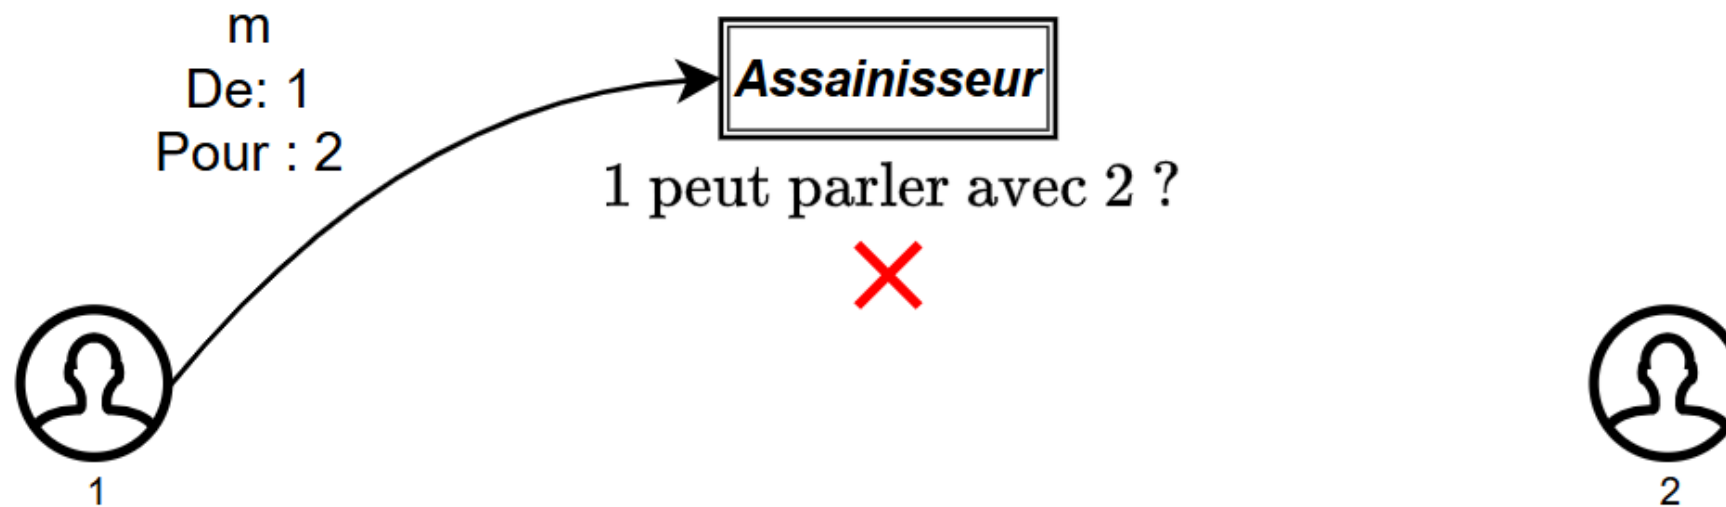 m
De: 1
Pour : 2
Assainisseur
1 peut parler avec 2 ?
1
2